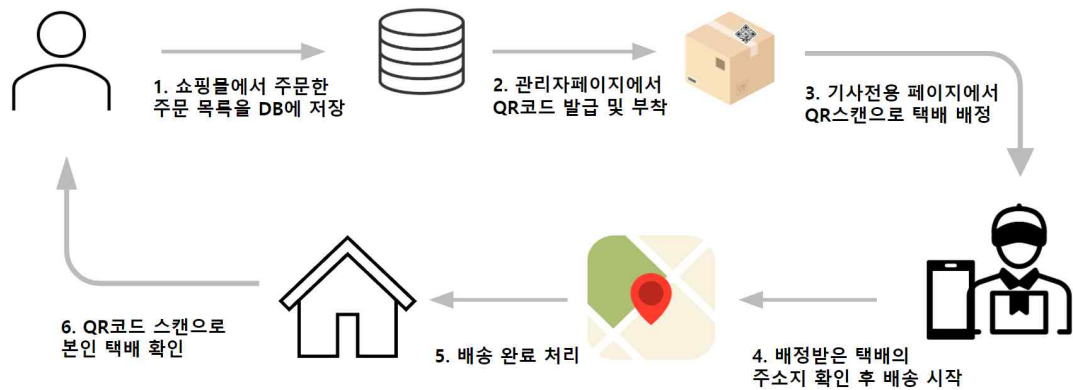 1. 쇼핑몰에서 주문한
주문 목록을 DB에 저장
2. 관리자페이지에서
QR코드 발급 및 부착
3. 기사전용 페이지에서
QR스캔으로 택배 배정
4. 배정받은 택배의
주소지 확인 후 배송 시작
5. 배송 완료 처리
6. QR코드 스캔으로
본인 택배 확인